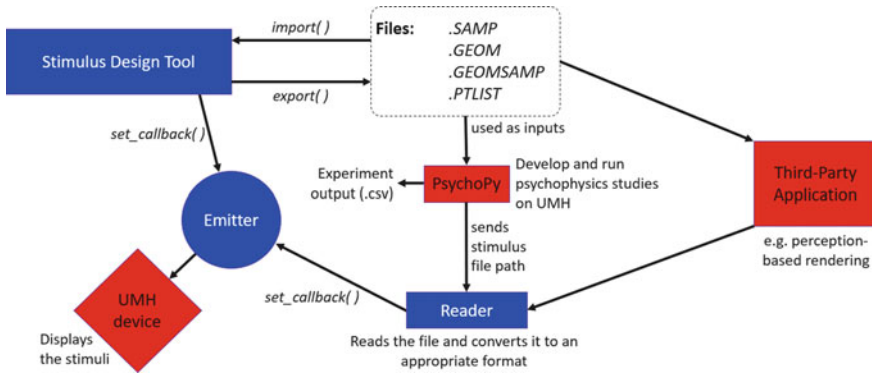 import( )
Files:
.SAMP
.GEOM
.GEOMSAMP
.PTLIST
Stimulus Design Tool
export( )
set_callback( )
used as inputs
Experiment
output (.csv)
PsychoPy
Develop and run
psychophysics studies
on UMH
Third-Party
Application
e.g. perception-
based rendering
Emitter
sends
stimulus
file path
set_callback( )
UMH
device
Displays
the stimuli
Reader
Reads the file and converts it to an
appropriate format